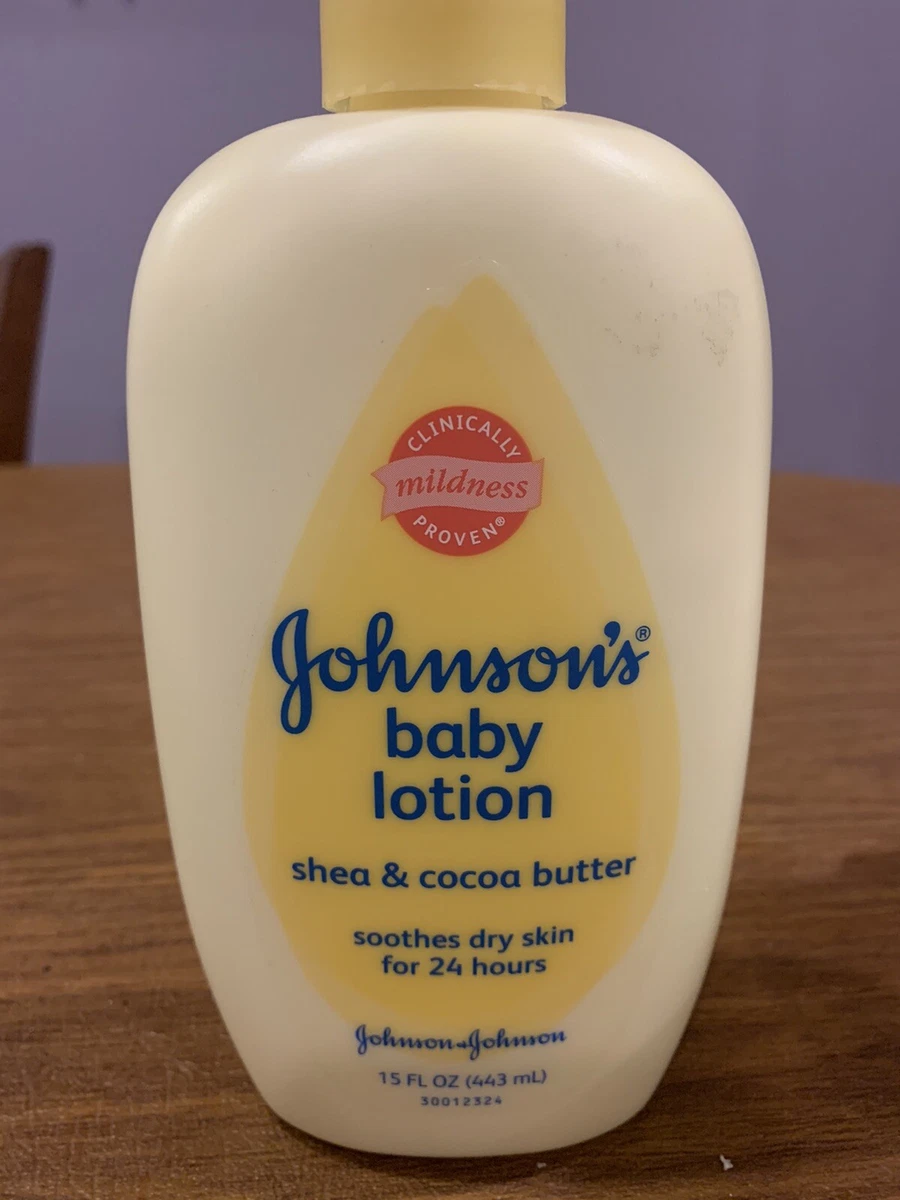 CLINICALLY
mildness
PROVEN®
Johnson's®
baby
lotion
shea & cocoa butter
soothes dry skin
for 24 hours
Johnson & Johnson
15 FL OZ (443 mL)
30012324